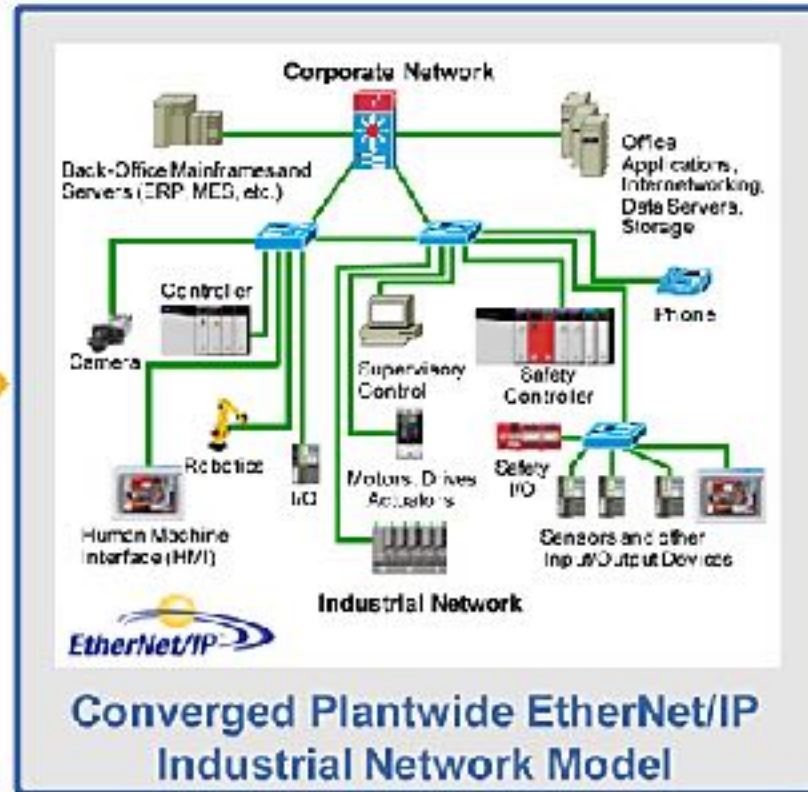 Corporate Network
Back-Office Mainframes and
Servers (ERP, MES, etc.)
Office
Applications,
Internetworking,
Data Servers,
Storage
Controller
Camera
Supervisory
Control
Safety
Controller
Phone
Robotics
I/O
Motors, Drives
Actuators
Safety
I/O
Human Machine
Interface (HMI)
Sensors and other
Input/Output Devices
Industrial Network
EtherNet/IP
Converged Plantwide EtherNet/IP
Industrial Network Model